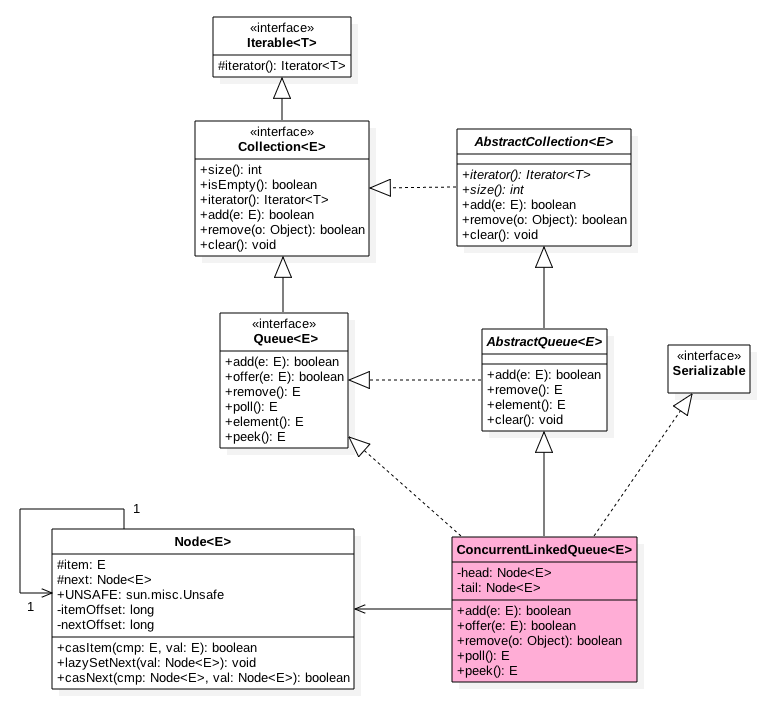 «interface»
Iterable<T>
#iterator(): Iterator<T>
«interface»
Collection<E>
+size(): int
+isEmpty(): boolean
+iterator(): Iterator<T>
+add(e: E): boolean
+remove(o: Object): boolean
+clear(): void
AbstractCollection<E>
+iterator(): Iterator<T>
+size(): int
+add(e: E): boolean
+remove(o: Object): boolean
+clear(): void
«interface»
Queue<E>
+add(e: E): boolean
+offer(e: E): boolean
+remove(): E
+poll(): E
+element(): E
+peek(): E
AbstractQueue<E>
+add(e: E): boolean
+remove(): E
+element(): E
+clear(): void
«interface»
Serializable
1
1
Node<E>
#item: E
#next: Node<E>
+UNSAFE: sun.misc.Unsafe
-itemOffset: long
-nextOffset: long
+casItem(cmp: E, val: E): boolean
+lazySetNext(val: Node<E>): void
+casNext(cmp: Node<E>, val: Node<E>): boolean
ConcurrentLinkedQueue<E>
-head: Node<E>
-tail: Node<E>
+add(e: E): boolean
+offer(e: E): boolean
+remove(o: Object): boolean
+poll(): E
+peek(): E